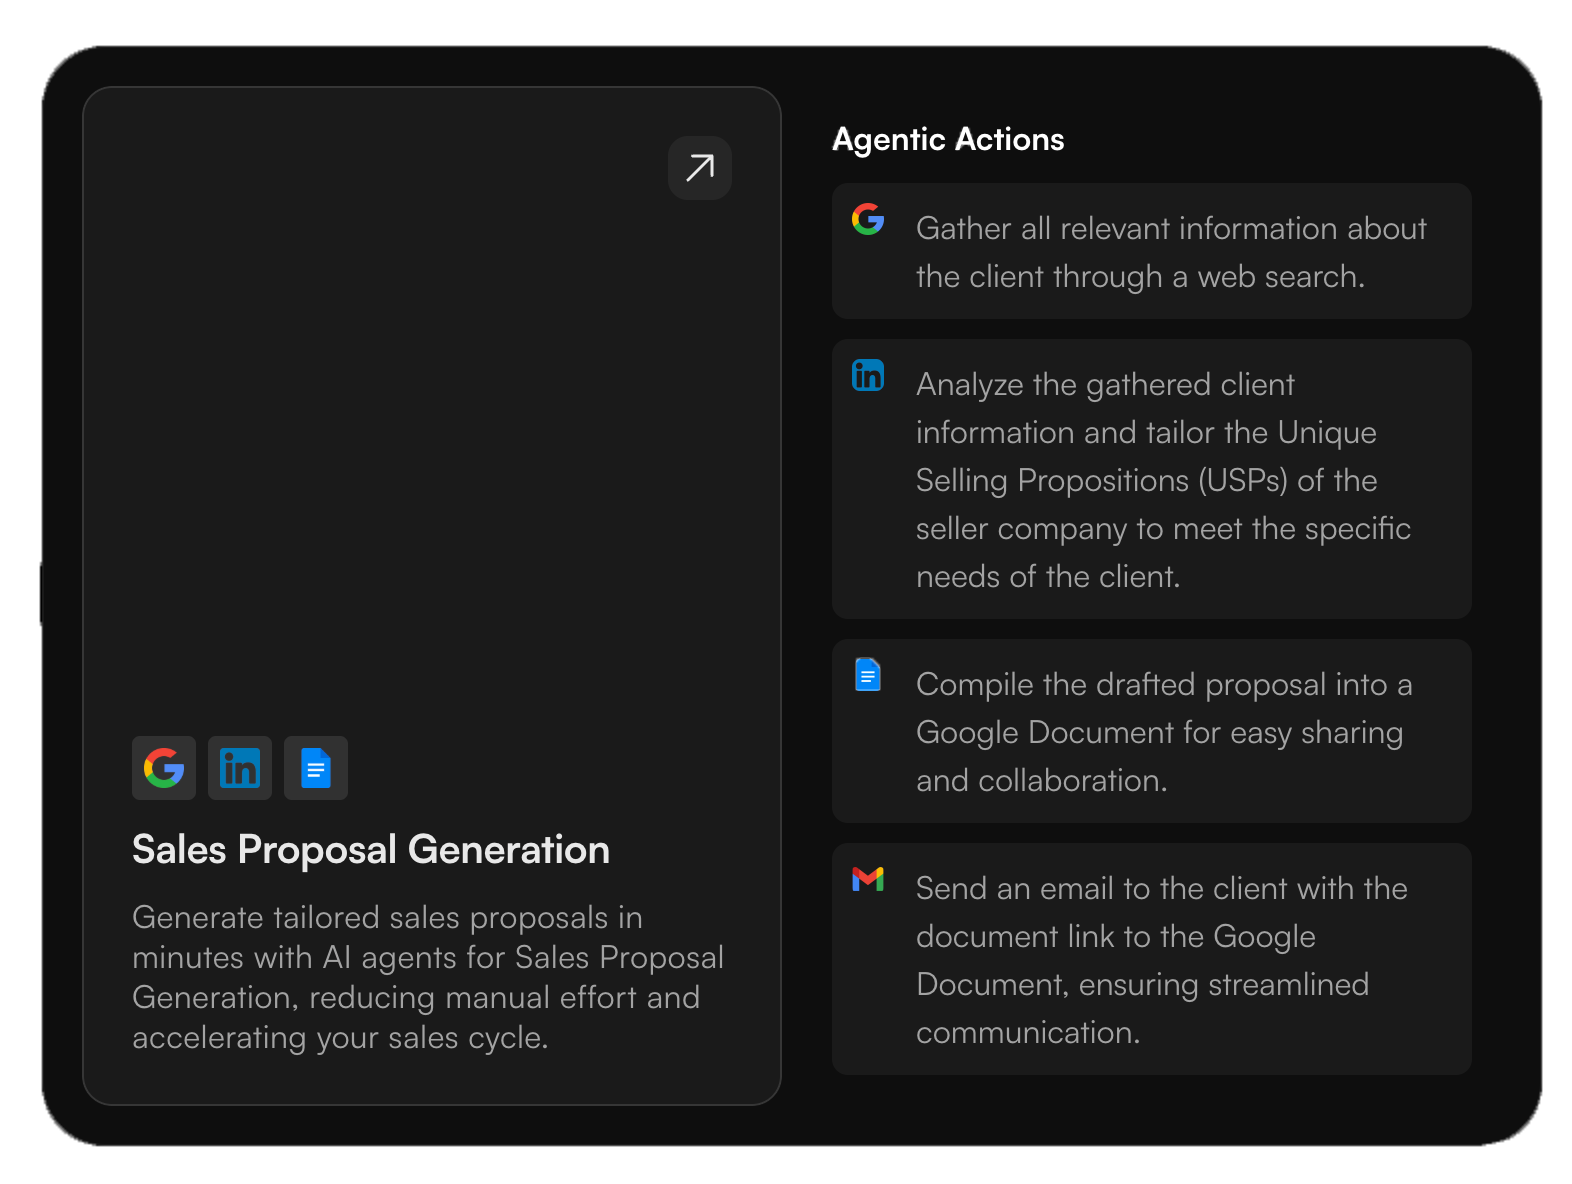 Sales Proposal Generation
Generate tailored sales proposals in
minutes with AI agents for Sales Proposal
Generation, reducing manual effort and
accelerating your sales cycle.
Agentic Actions
Gather all relevant information about
the client through a web search.
Analyze the gathered client
information and tailor the Unique
Selling Propositions (USPs) of the
seller company to meet the specific
needs of the client.
Compile the drafted proposal into a
Google Document for easy sharing
and collaboration.
Send an email to the client with the
document link to the Google
Document, ensuring streamlined
communication.